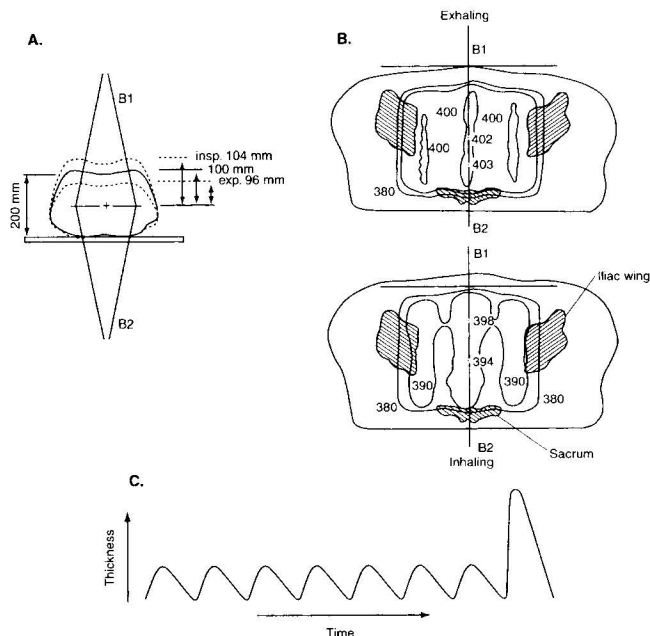 A.
B1
insp. 104 mm
100 mm
exp. 96 mm
200 mm
B2
B.
Exhaling
B1
400
400
402
400
403
380
B2
B1
Iliac wing
398
394
390
390
380
380
B2
Sacrum
Inhaling
C.
Thickness
Time